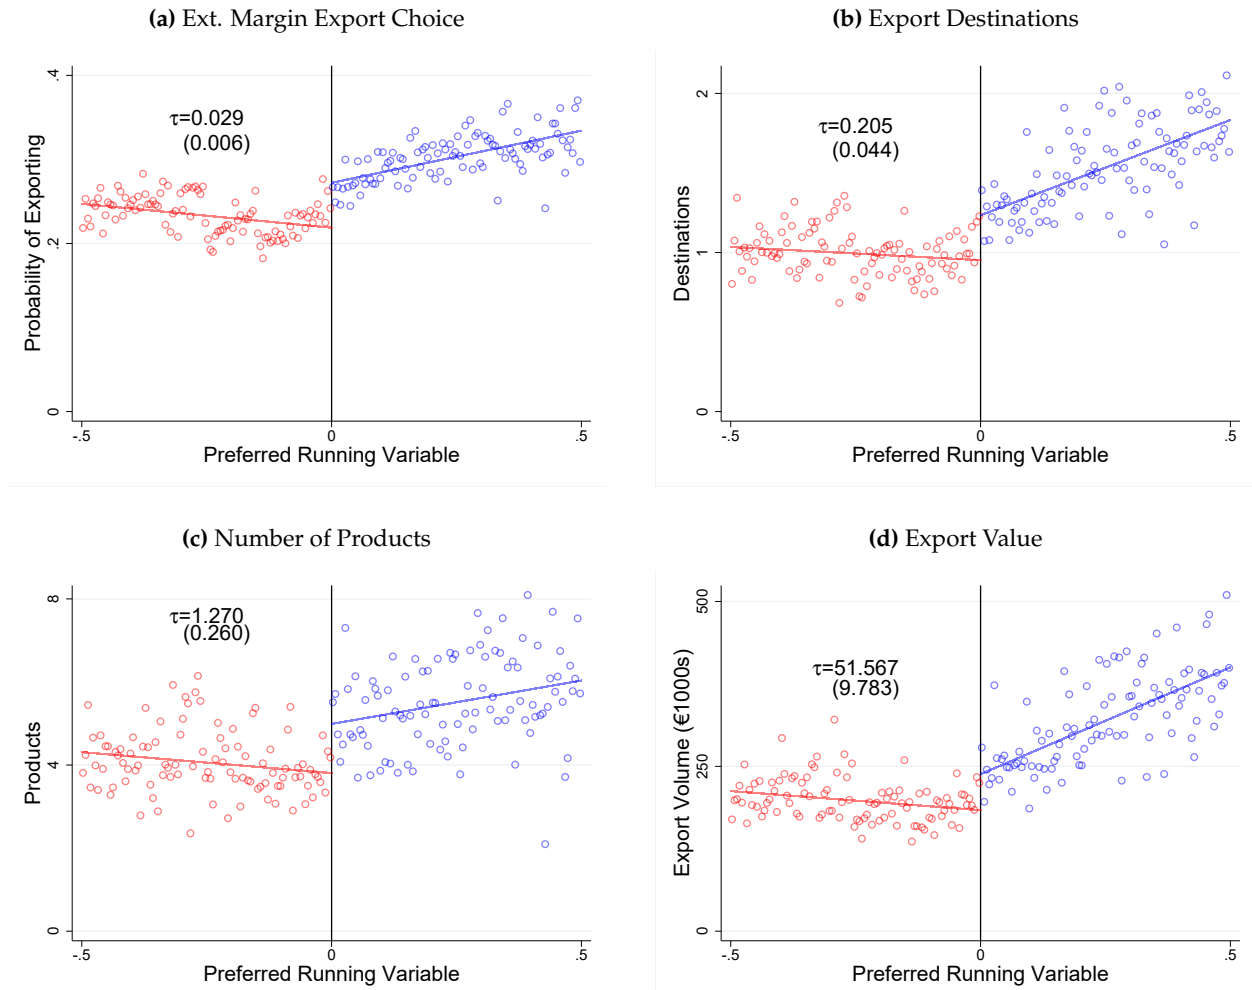 (a) Ext. Margin Export Choice
.4
.2
0
Probability of Exporting
τ=0.029
(0.006)
-.5 0 .5
Preferred Running Variable
(b) Export Destinations
2
1
0
Destinations
τ=0.205
(0.044)
-.5 0 .5
Preferred Running Variable
(c) Number of Products
8
4
0
Products
τ=1.270
(0.260)
-.5 0 .5
Preferred Running Variable
(d) Export Value
500
250
0
Export Volume (€1000s)
τ=51.567
(9.783)
-.5 0 .5
Preferred Running Variable